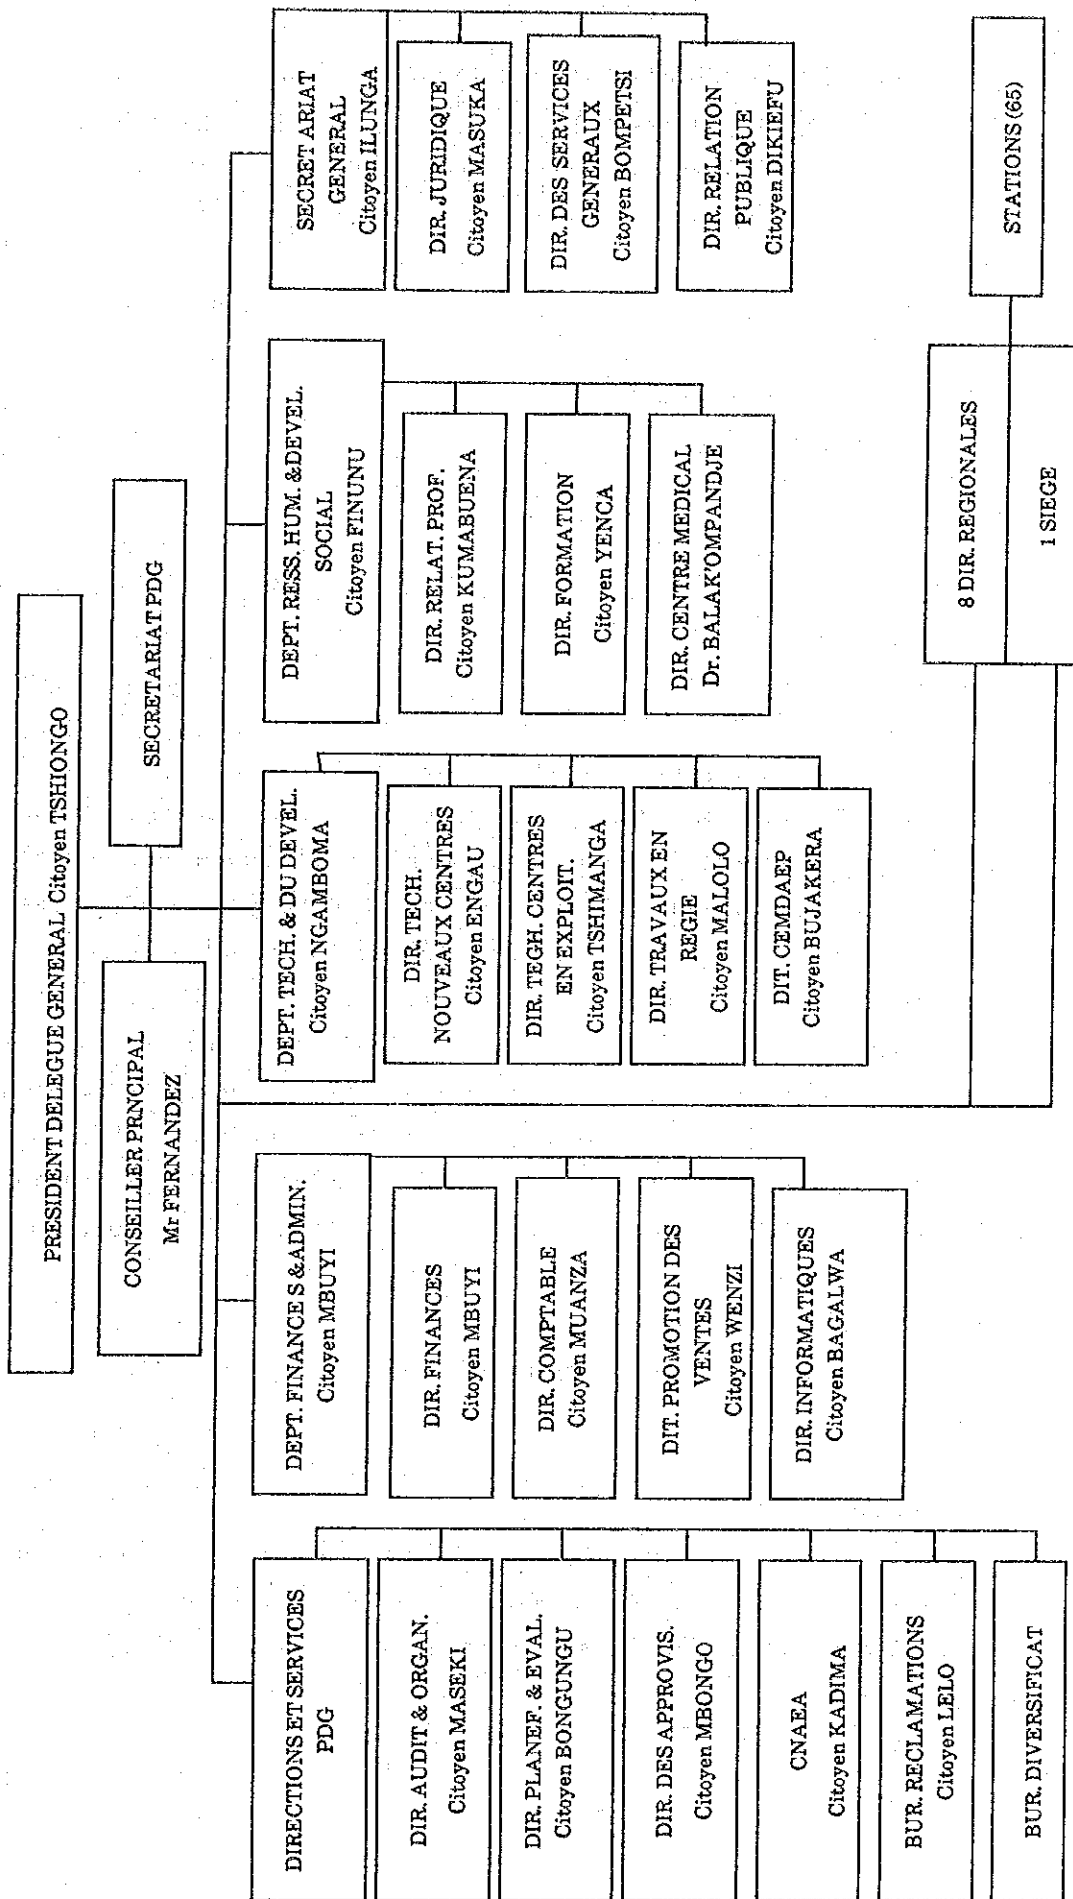 PRESIDENT DELEGUE GENERAL Citoyen TSHIONGO
CONSEILLER PRNCIPAL
Mr FERNANDEZ
SECRETARIAT PDG
DIRECTIONS ET SERVICES
PDG
DIR. AUDIT & ORGAN.
Citoyen MASEKI
DIR. PLANEF. & EVAL.
Citoyen BONGUNGU
DIR. DES APPROVIS.
Citoyen MBONGO
CNAEA
Citoyen KADIMA
BUR. RECLAMATIONS
Citoyen LELO
BUR. DIVERSIFICAT
DEPT. FINANCE S &ADMIN.
Citoyen MBUYI
DIR. FINANCES
Citoyen MBUYI
DIR. COMPTABLE
Citoyen MUANZA
DIT. PROMOTION DES
VENTES
Citoyen WENZI
DIR. INFORMATIQUES
Citoyen BAGALWA
DEPT. TECH. & DU DEVEL.
Citoyen NGAMBOMA
DIR. TECH.
NOUVEAUX CENTRES
Citoyen ENGAU
DIR. TEGH. CENTRES
EN EXPLOIT.
Citoyen TSHIMANGA
DIR. TRAVAUX EN
REGIE
Citoyen MALOLO
DIT. CEMDAEP
Citoyen BUJAKERA
DEPT. RESS. HUM. &DEVEL.
SOCIAL
Citoyen FINUNU
DIR. RELAT. PROF.
Citoyen KUMABUENA
DIR. FORMATION
Citoyen YENCA
DIR. CENTRE MEDICAL
Dr. BALAK'OMPANDJE
SECRET ARIAT
GENERAL
Citoyen ILUNGA
DIR. JURIDIQUE
Citoyen MASUKA
DIR. DES SERVICES
GENERAUX
Citoyen BOMPETSI
DIR. RELATION
PUBLIQUE
Citoyen DIKIEFU
8 DIR. REGIONALES
1 SIEGE
STATIONS (65)